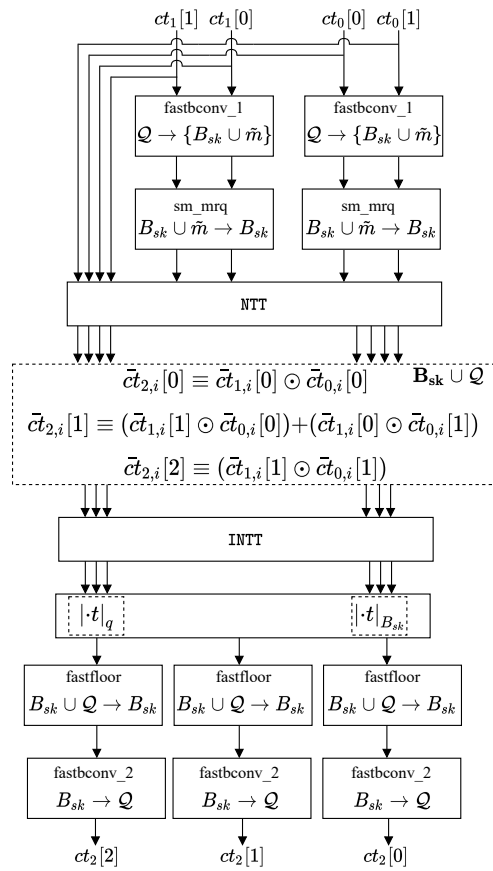 ct₁[1] ct₁[0] ct₀[0] ct₀[1]
fastbconv_1 fastbconv_1
𝒬 → {Bₛₖ ∪ m̃} 𝒬 → {Bₛₖ ∪ m̃}
sm_mrq sm_mrq
Bₛₖ ∪ m̃ → Bₛₖ Bₛₖ ∪ m̃ → Bₛₖ
NTT
c̄t₂,ᵢ[0] ≡ c̄t₁,ᵢ[0] ⊙ c̄t₀,ᵢ[0] 𝐁ₛₖ ∪ 𝒬
c̄t₂,ᵢ[1] ≡ (c̄t₁,ᵢ[1] ⊙ c̄t₀,ᵢ[0])+(c̄t₁,ᵢ[0] ⊙ c̄t₀,ᵢ[1])
c̄t₂,ᵢ[2] ≡ (c̄t₁,ᵢ[1] ⊙ c̄t₀,ᵢ[1])
INTT
|·t|_q |·t|_{Bₛₖ}
fastfloor fastfloor fastfloor
Bₛₖ ∪ 𝒬 → Bₛₖ Bₛₖ ∪ 𝒬 → Bₛₖ Bₛₖ ∪ 𝒬 → Bₛₖ
fastbconv_2 fastbconv_2 fastbconv_2
Bₛₖ → 𝒬 Bₛₖ → 𝒬 Bₛₖ → 𝒬
ct₂[2] ct₂[1] ct₂[0]